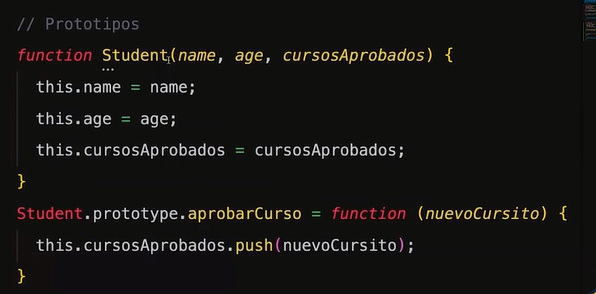 // Prototipos
function Student(name, age, cursosAprobados) {
this.name = name;
this.age = age;
this.cursosAprobados = cursosAprobados;
}
Student.prototype.aprobarCurso = function (nuevoCursito) {
this.cursosAprobados.push(nuevoCursito);
}